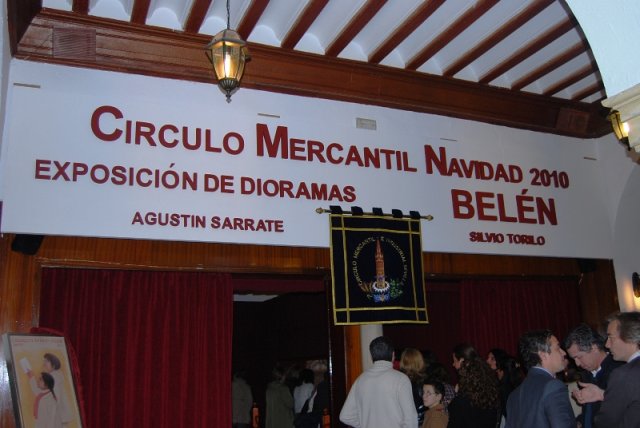 CIRCULO MERCANTIL NAVIDAD 2010
EXPOSICIÓN DE DIORAMAS
BELÉN
AGUSTIN SARRATE
SILVIO TORILO